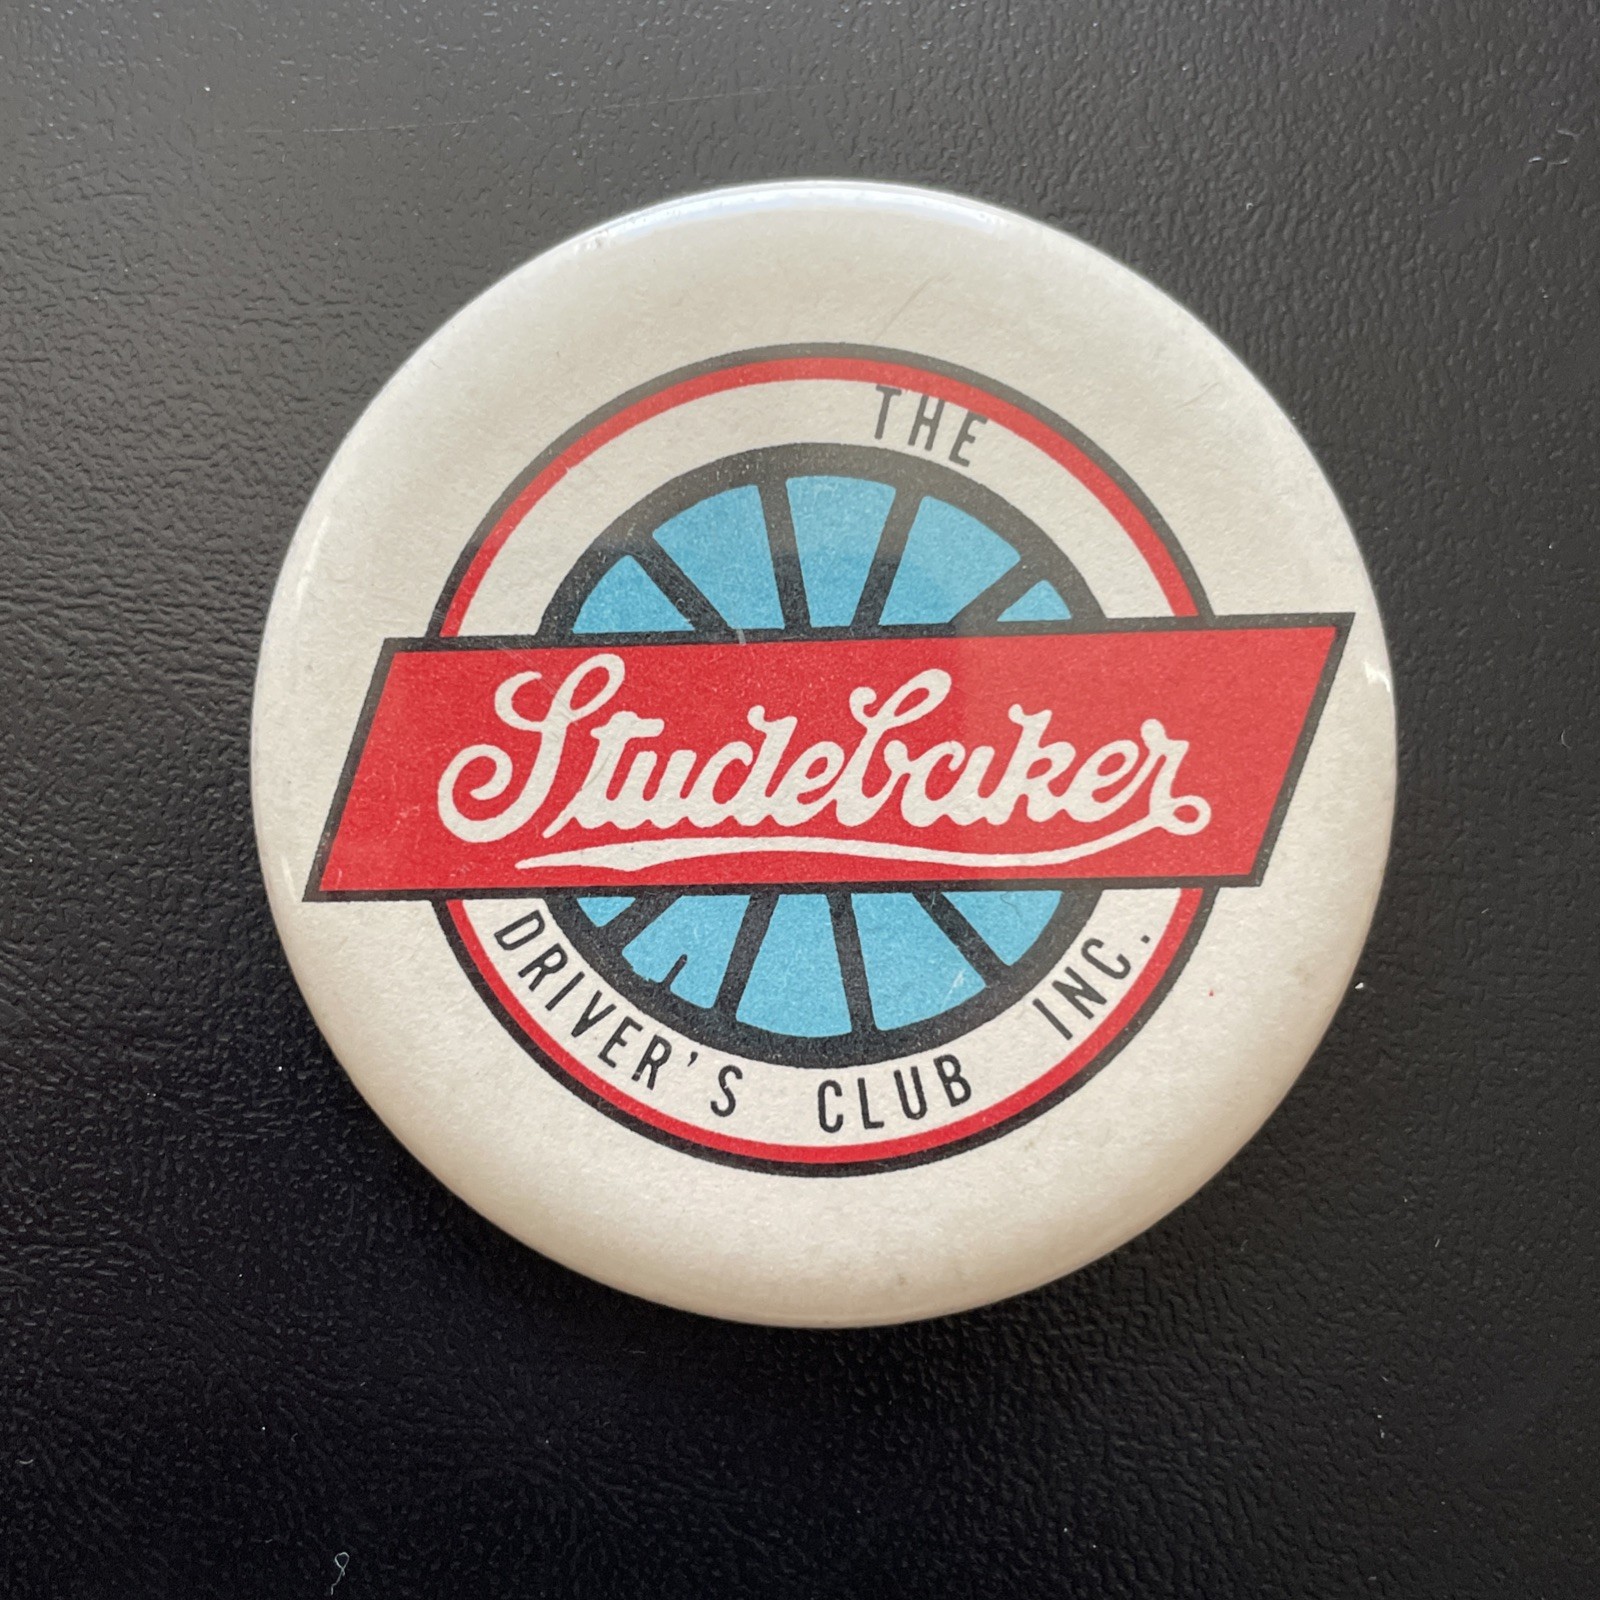 THE
Studebaker
DRIVER'S CLUB INC.